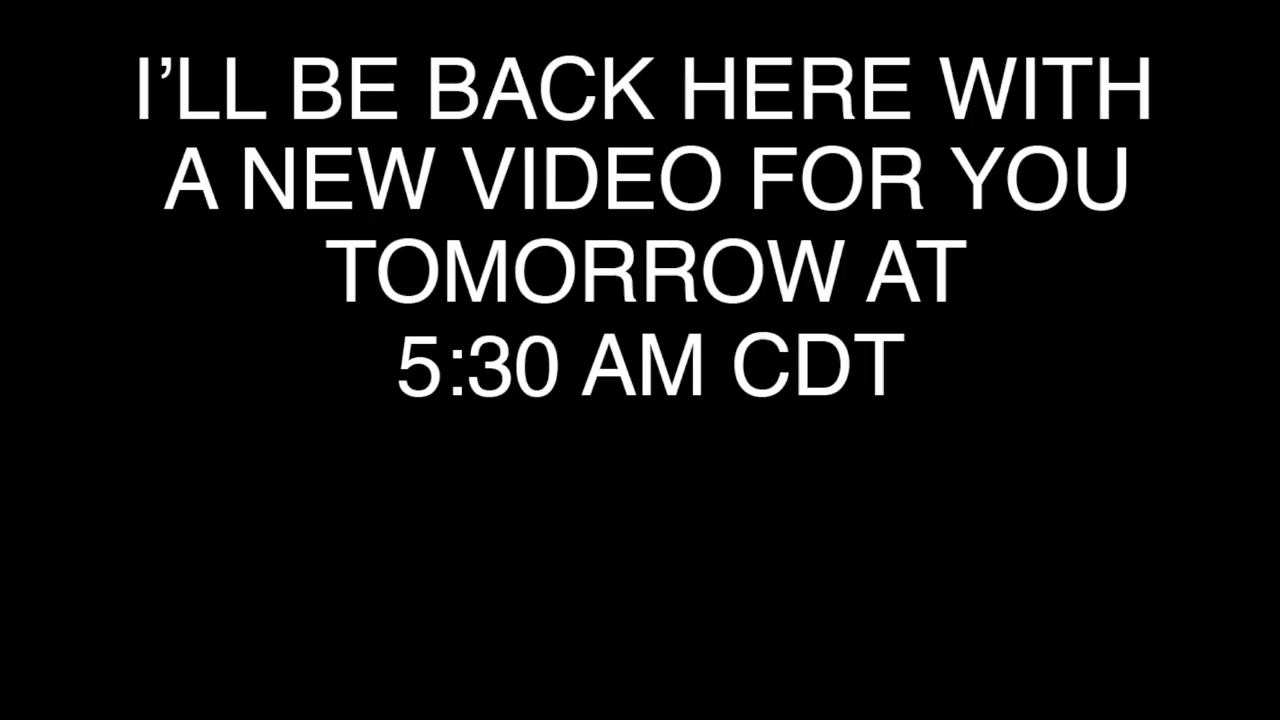 I’LL BE BACK HERE WITH
A NEW VIDEO FOR YOU
TOMORROW AT
5:30 AM CDT